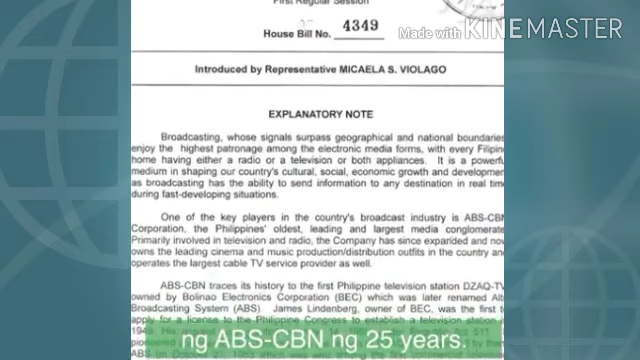 First Regular Session
House Bill No. 4349
Made with KINEMASTER
Introduced by Representative MICAELA S. VIOLAGO
EXPLANATORY NOTE
Broadcasting, whose signals surpass geographical and national boundaries
enjoy the highest patronage among the electronic media forms, with every Filipin
home having either a radio or a television or both appliances. It is a powerfu
medium in shaping our country's cultural, social, economic growth and developmen
as broadcasting has the ability to send information to any destination in real time
during fast-developing situations.
One of the key players in the country's broadcast industry is ABS-CBN
Corporation, the Philippines' oldest, leading and largest media conglomerate
Primarily involved in television and radio, the Company has since expanded and now
owns the leading cinema and music production/distribution outfits in the country and
operates the largest cable TV service provider as well.
ABS-CBN traces its history to the first Philippine television station DZAQ-TV
owned by Bolinao Electronics Corporation (BEC) which was later renamed Alt
Broadcasting System (ABS). James Lindenberg, owner of BEC, was the first t
apply for a license to the Philippine Congress to establish a television station
1949.
ng ABS-CBN ng 25 years.